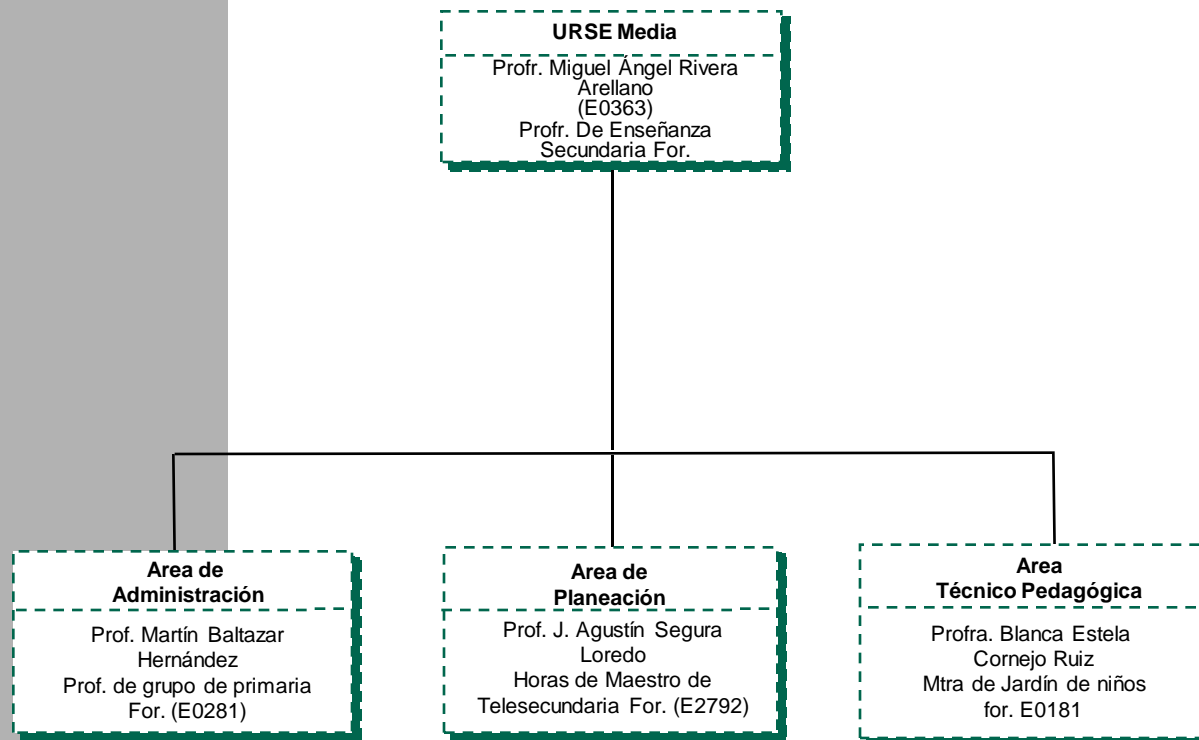 URSE Media
Profr. Miguel Ángel Rivera
Arellano
(E0363)
Profr. De Enseñanza
Secundaria For.
Area de
Administración
Prof. Martín Baltazar
Hernández
Prof. de grupo de primaria
For. (E0281)
Area de
Planeación
Prof. J. Agustín Segura
Loredo
Horas de Maestro de
Telesecundaria For. (E2792)
Area
Técnico Pedagógica
Profra. Blanca Estela
Cornejo Ruiz
Mtra de Jardín de niños
for. E0181